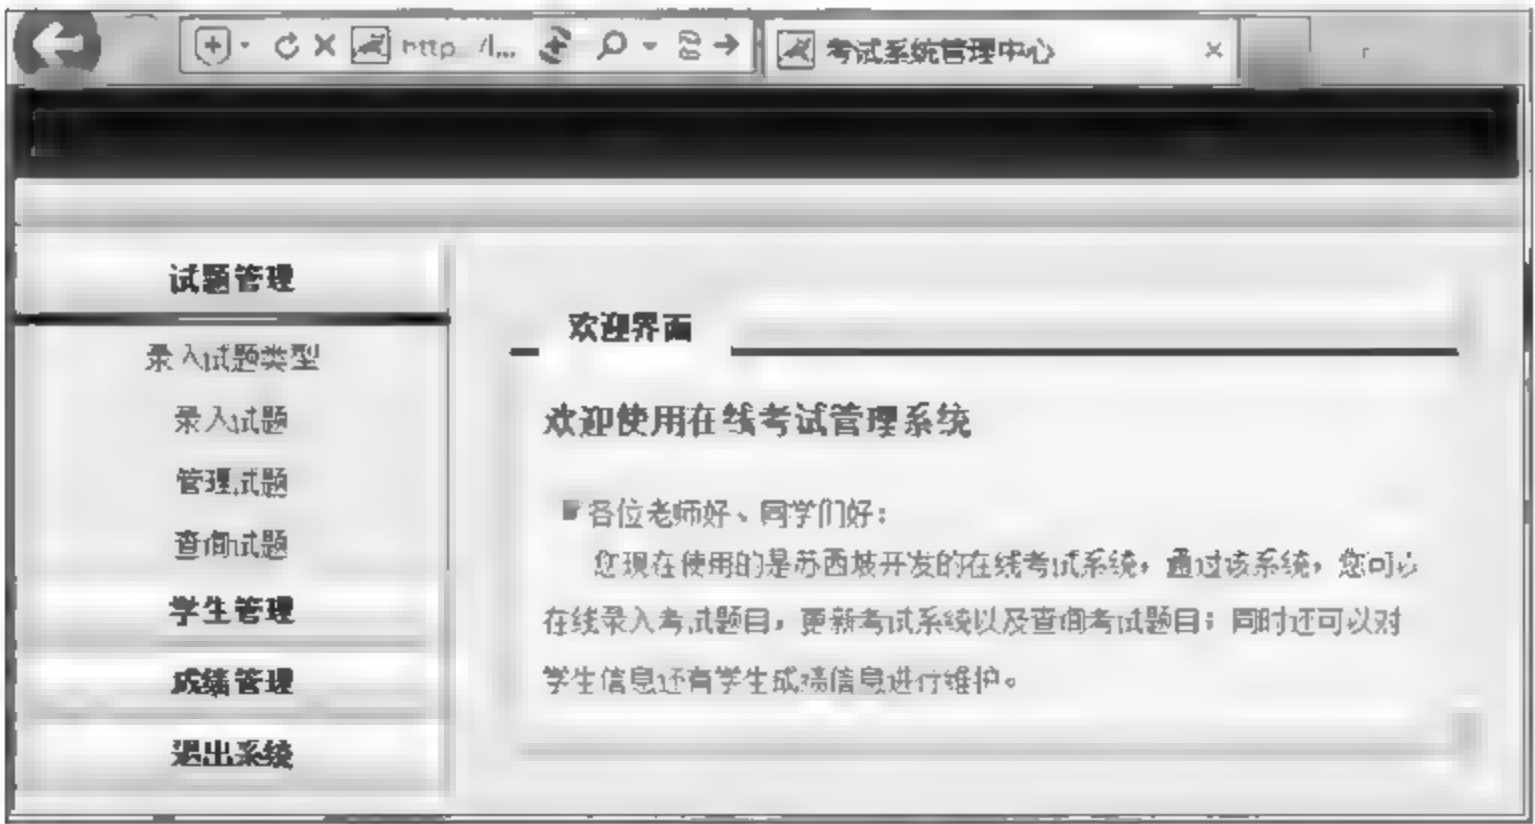 http /l...
考试系统管理中心
试题管理
录入试题类型
录入试题
管理试题
查询试题
学生管理
成绩管理
退出系统
欢迎界面
欢迎使用在线考试管理系统
各位老师好、同学们好：
您现在使用的是苏西坡开发的在线考试系统，通过该系统，您可以
在线录入考试题目，更新考试系统以及查询考试题目；同时还可以对
学生信息还有学生成绩信息进行维护。